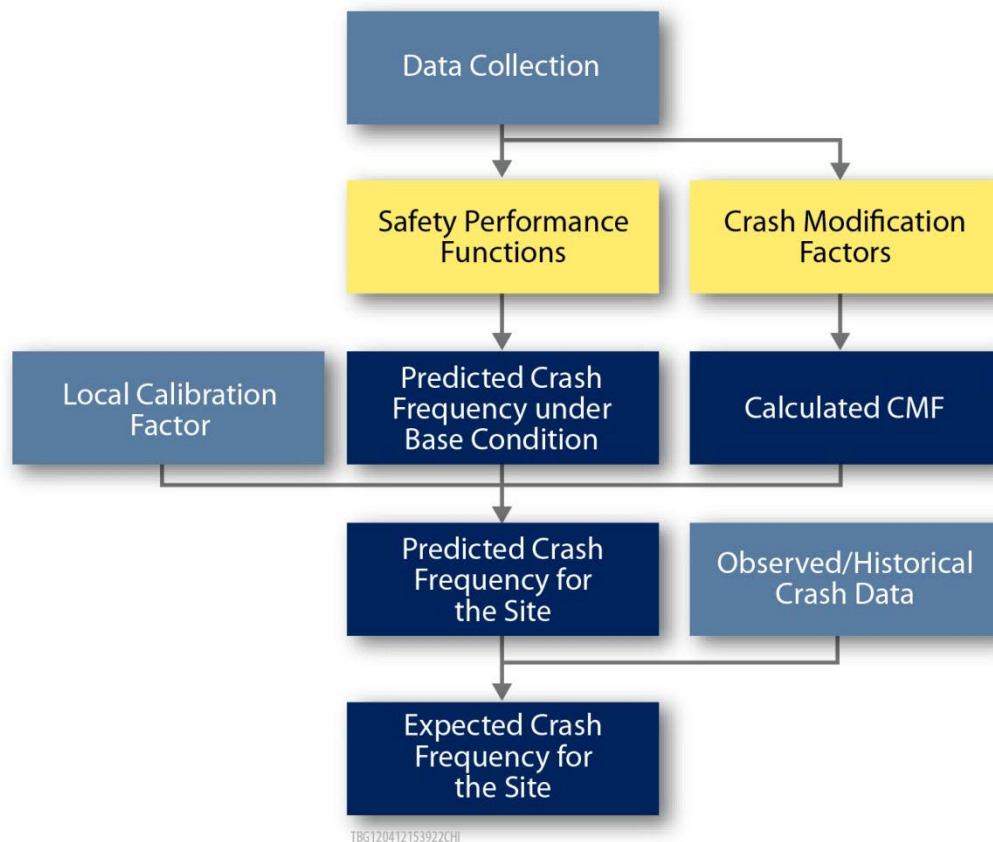 Data Collection
Safety Performance
Functions
Crash Modification
Factors
Local Calibration
Factor
Predicted Crash
Frequency under
Base Condition
Calculated CMF
Predicted Crash
Frequency for
the Site
Observed/Historical
Crash Data
Expected Crash
Frequency for
the Site
TBG120412153922CHI